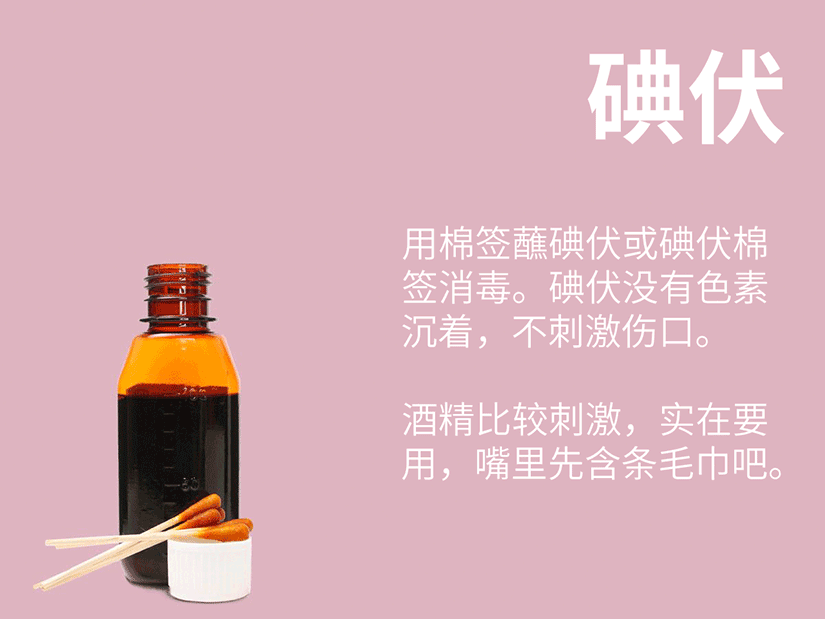 碘伏
用棉签蘸碘伏或碘伏棉
签消毒。碘伏没有色素
沉着，不刺激伤口。
酒精比较刺激，实在要
用，嘴里先含条毛巾吧。